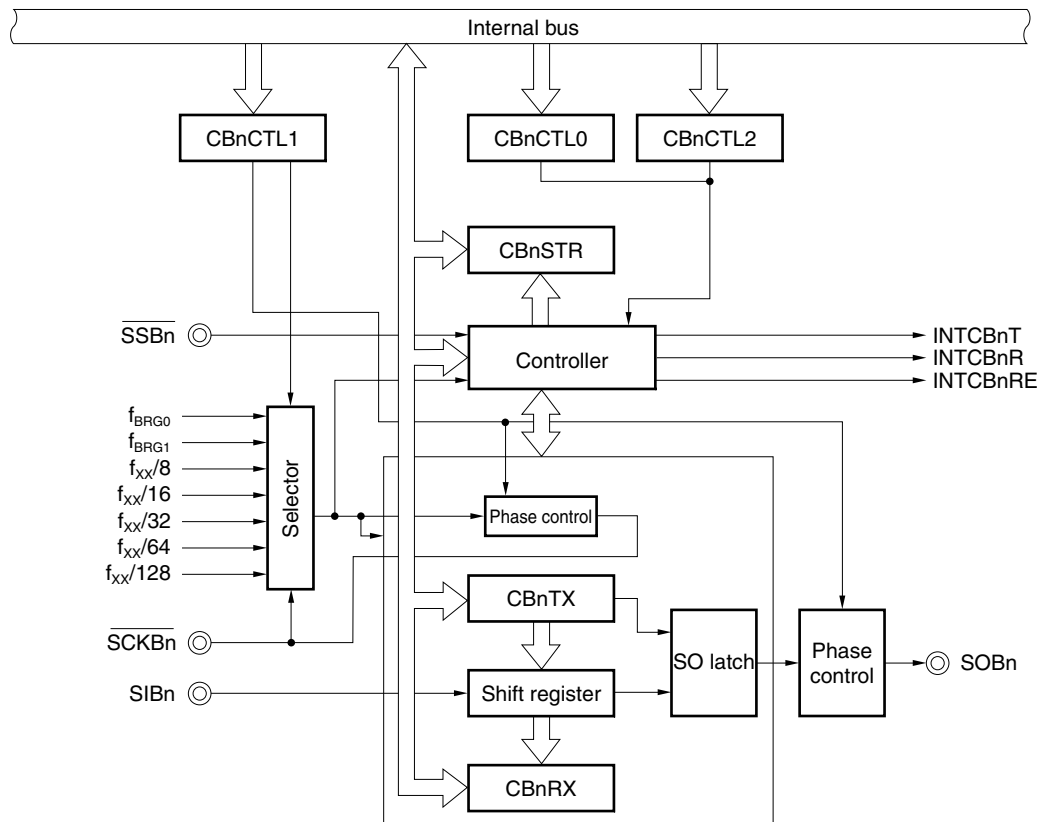 Internal bus
CBnCTL1
CBnCTL0
CBnCTL2
CBnSTR
SSBn
Controller
INTCBnT
INTCBnR
INTCBnRE
fBRG0
fBRG1
fXX/8
fXX/16
fXX/32
fXX/64
fXX/128
Selector
Phase control
SCKBn
CBnTX
SO latch
Phase
control
SOBn
SIBn
Shift register
CBnRX